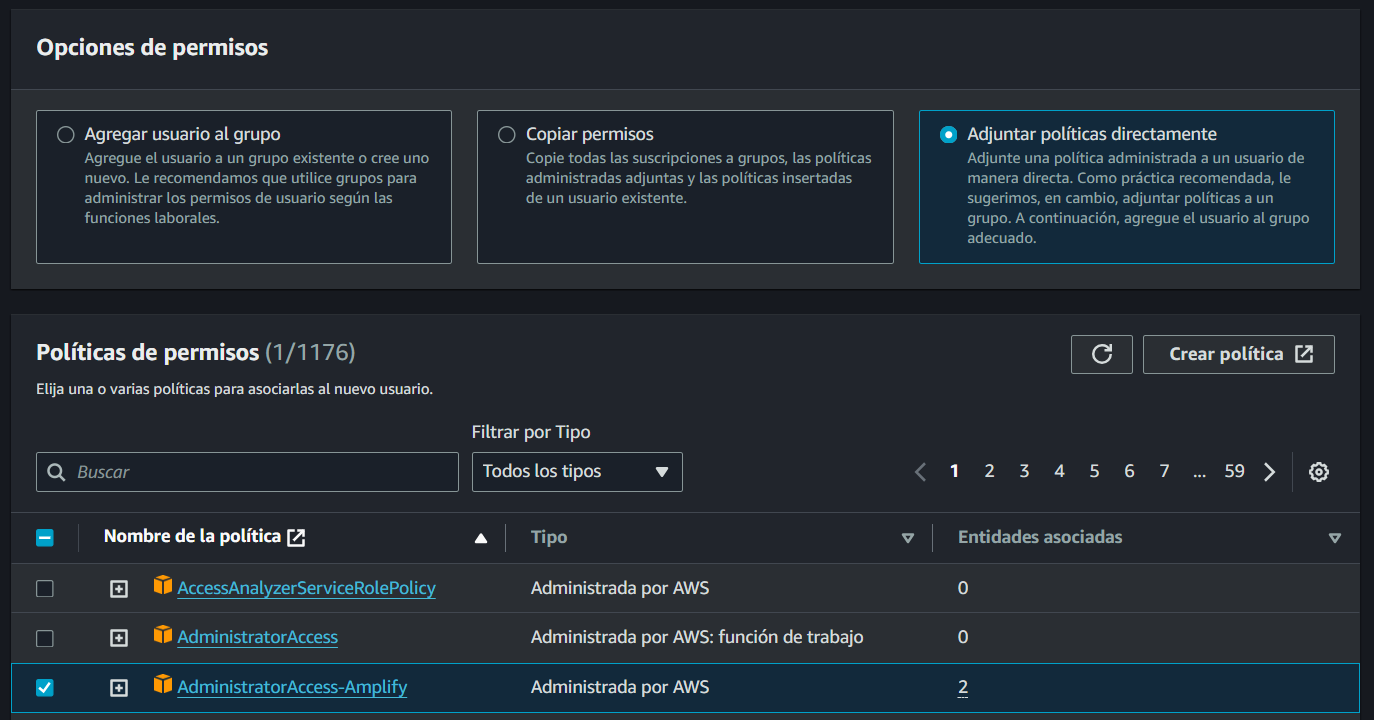 Opciones de permisos
Agregar usuario al grupo
Agregue el usuario a un grupo existente o cree uno
nuevo. Le recomendamos que utilice grupos para
administrar los permisos de usuario según las
funciones laborales.
Copiar permisos
Copie todas las suscripciones a grupos, las políticas
administradas adjuntas y las políticas insertadas
de un usuario existente.
Adjuntar políticas directamente
Adjunte una política administrada a un usuario de
manera directa. Como práctica recomendada, le
sugerimos, en cambio, adjuntar políticas a un
grupo. A continuación, agregue el usuario al grupo
adecuado.
Políticas de permisos (1/1176)
Crear política
Elija una o varias políticas para asociarlas al nuevo usuario.
Filtrar por Tipo
Buscar
Todos los tipos
1 2 3 4 5 6 7 ... 59
Nombre de la política Tipo Entidades asociadas
AccessAnalyzerServiceRolePolicy Administrada por AWS 0
AdministratorAccess Administrada por AWS: función de trabajo 0
AdministratorAccess-Amplify Administrada por AWS 2